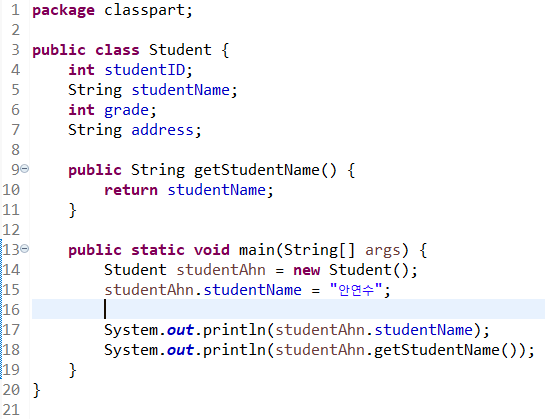 1 package classpart;
2
3 public class Student {
4     int studentID;
5     String studentName;
6     int grade;
7     String address;
8
9     public String getStudentName() {
10         return studentName;
11     }
12
13     public static void main(String[] args) {
14         Student studentAhn = new Student();
15         studentAhn.studentName = "안연수";
16
17         System.out.println(studentAhn.studentName);
18         System.out.println(studentAhn.getStudentName());
19     }
20 }
21